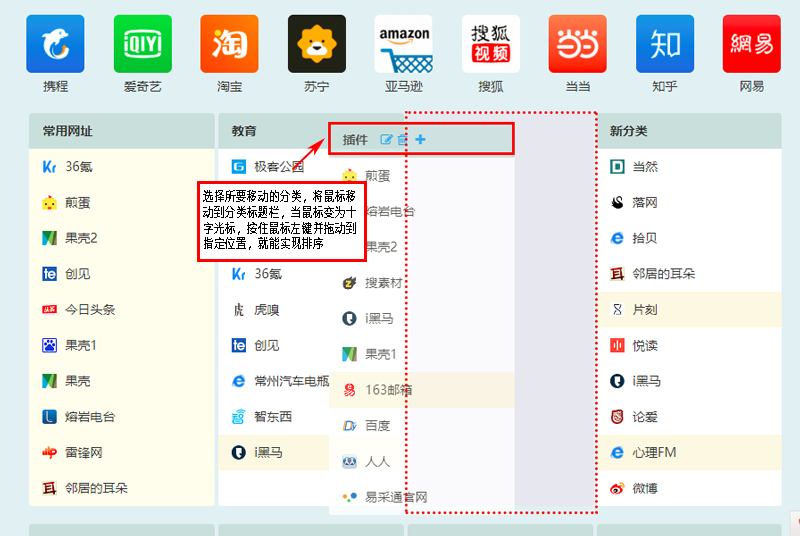 iQIYI
淘
amazon
搜狐
视频
知
網易
携程
爱奇艺
淘宝
苏宁
亚马逊
搜狐
当当
知乎
网易
常用网址
36氪
煎蛋
果壳2
创见
今日头条
果壳1
果壳
熔岩电台
雷锋网
邻居的耳朵
教育
极客公园
选择所要移动的分类，将鼠标移
动到分类标题栏，当鼠标变为十
字光标，按住鼠标左键并拖动到
指定位置，就能实现排序
36氪
虎嗅
创见
常州汽车电瓶
智东西
i黑马
插件
煎蛋
熔岩电台
果壳2
搜素材
i黑马
果壳1
163邮箱
百度
人人
易采通官网
新分类
当然
落网
拾贝
邻居的耳朵
片刻
悦读
i黑马
论爱
心理FM
微博